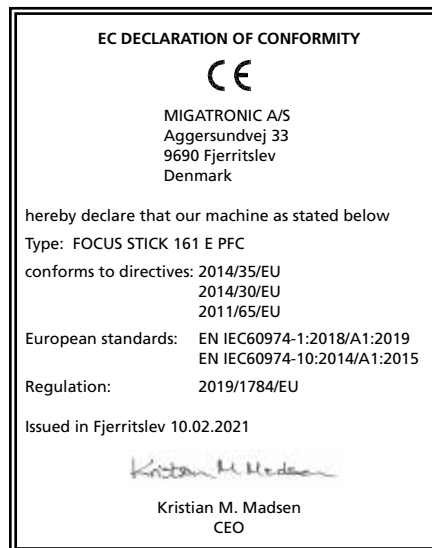 EC DECLARATION OF CONFORMITY
CE
MIGATRONIC A/S
Aggersundvej 33
9690 Fjerritslev
Denmark
hereby declare that our machine as stated below
Type: FOCUS STICK 161 E PFC
conforms to directives: 2014/35/EU
2014/30/EU
2011/65/EU
European standards: EN IEC60974-1:2018/A1:2019
EN IEC60974-10:2014/A1:2015
Regulation: 2019/1784/EU
Issued in Fjerritslev 10.02.2021
Kristian M Madsen
Kristian M. Madsen
CEO